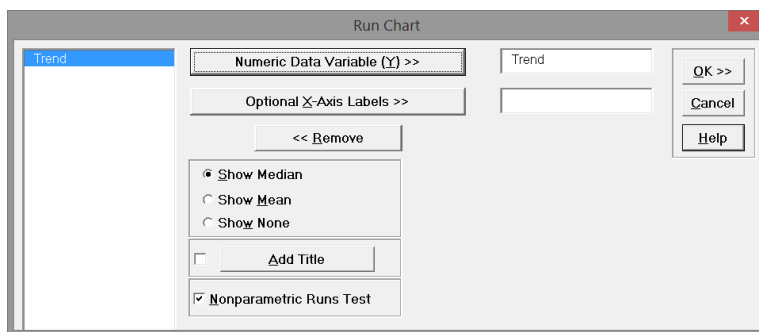 Run Chart
×
Trend
Numeric Data Variable (Y) >>
Trend
OK >>
Optional X-Axis Labels >>
Cancel
<< Remove
Help
Show Median
Show Mean
Show None
Add Title
Nonparametric Runs Test